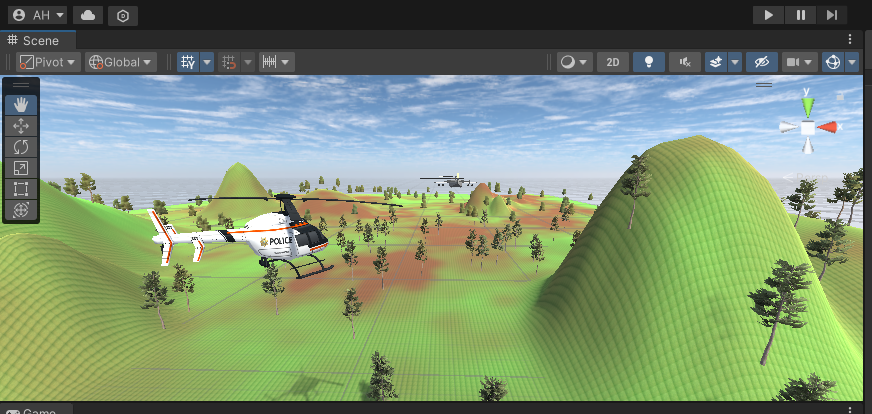 AH
Scene
Pivot
Global
2D
y
POLICE
Game